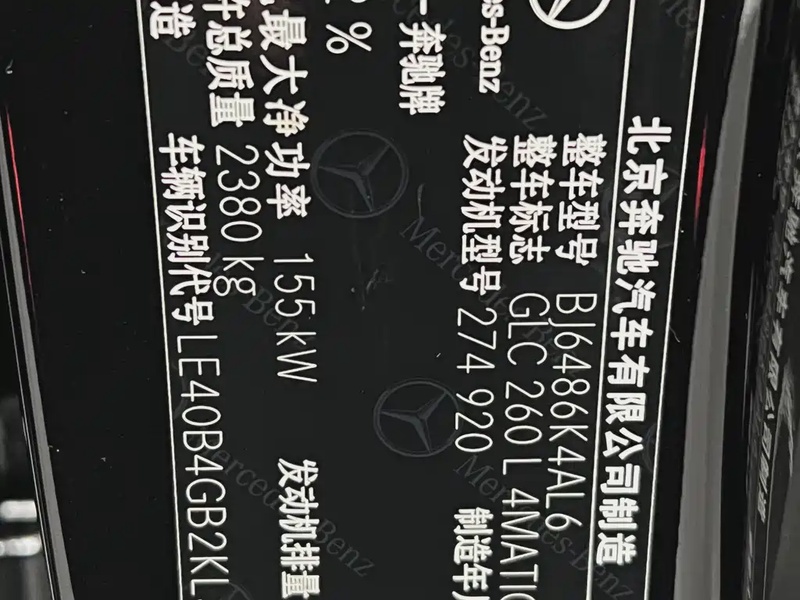 Mercedes-Benz
北京奔驰汽车有限公司制造
整车型号 BJ6486K4AL6
整车标志 GLC 260 L 4MATIC
发动机型号 274 920 制造年
奔驰牌
%
最大净功率 155 kW 发动机排量
总质量 2380 kg
车辆识别代号 LE40B4GB2KL
造